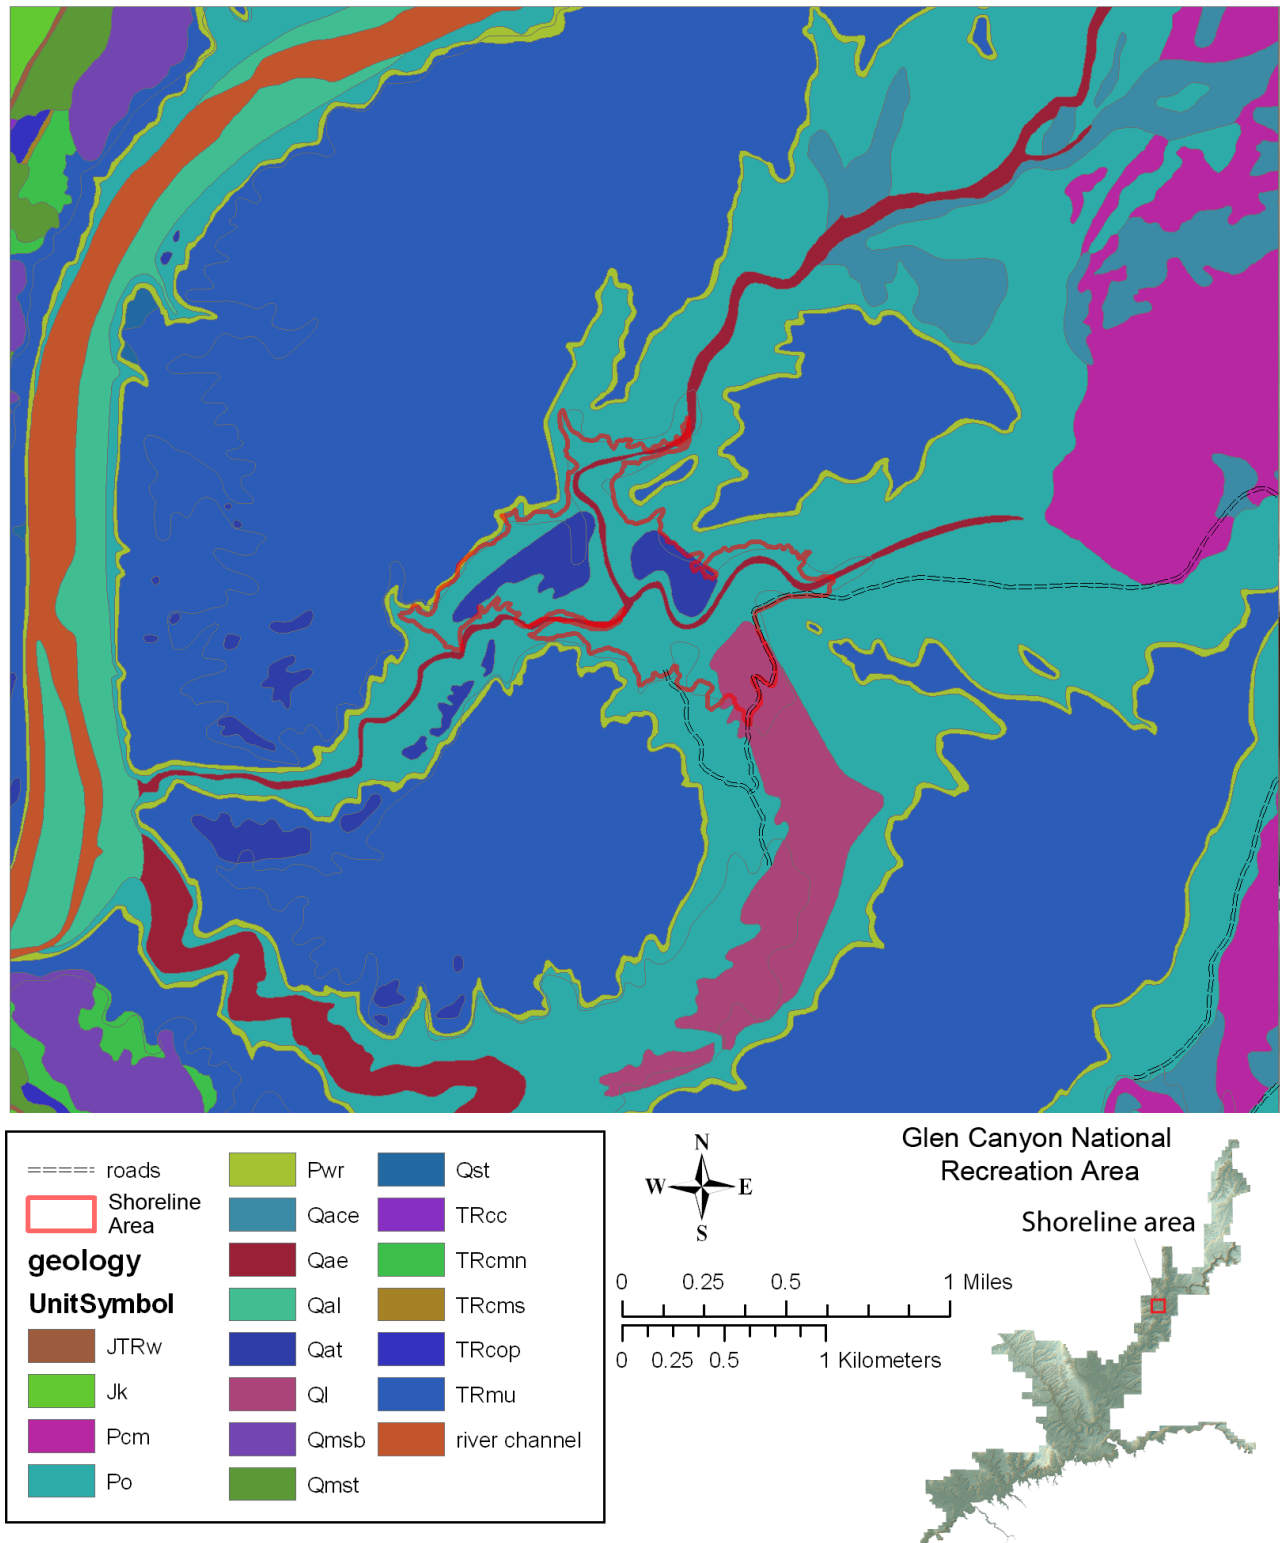 roads
Shoreline
Area
geology
UnitSymbol
JTRw
Jk
Pcm
Po
Pwr
Qace
Qae
Qal
Qat
Ql
Qmsb
Qmst
Qst
TRcc
TRcmn
TRcms
TRcop
TRmu
river channel
N
W E
S
0 0.25 0.5 1 Miles
0 0.25 0.5 1 Kilometers
Glen Canyon National
Recreation Area
Shoreline area